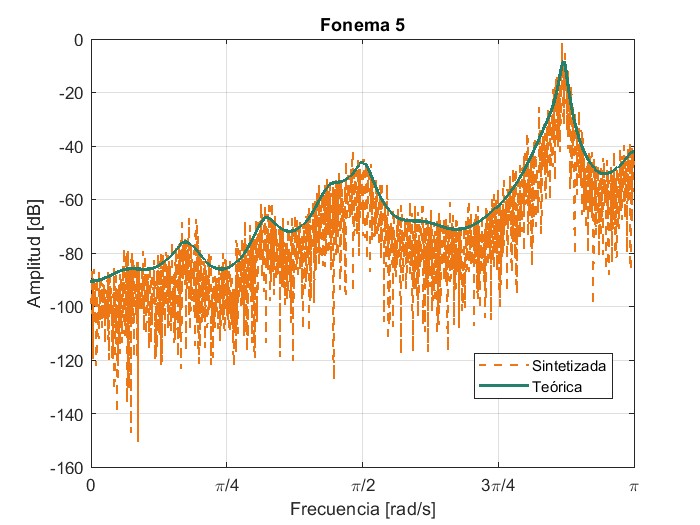 Fonema 5
Amplitud [dB]
0
-20
-40
-60
-80
-100
-120
-140
-160
Sintetizada
Teórica
0
π/4
π/2
3π/4
π
Frecuencia [rad/s]